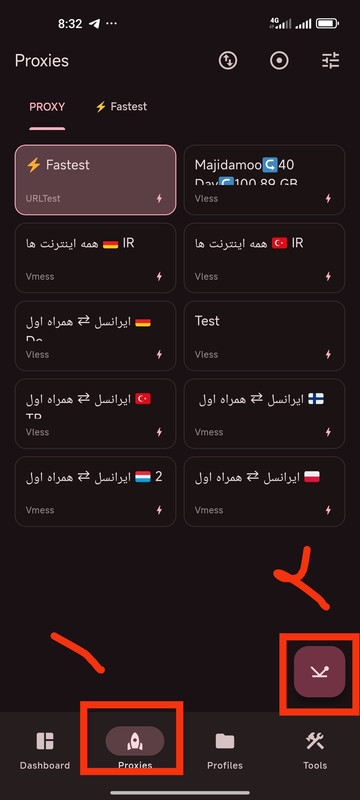 8:32
4G
Proxies
PROXY
⚡ Fastest
⚡ Fastest
URLTest
Majidamoo↪️40
Day↪️100.89 GB
Vless
همه اینترنت ها 🇩🇪 IR
Vmess
همه اینترنت ها 🇹🇷 IR
Vless
ایرانسل ⇄ همراه اول 🇩🇪
De
Vless
Test
Vless
ایرانسل ⇄ همراه اول 🇹🇷
TR
Vless
ایرانسل ⇄ همراه اول 🇫🇮
Vmess
ایرانسل ⇄ همراه اول 🇱🇺 2
Vmess
ایرانسل ⇄ همراه اول 🇵🇱
Vmess
Dashboard
Proxies
Profiles
Tools